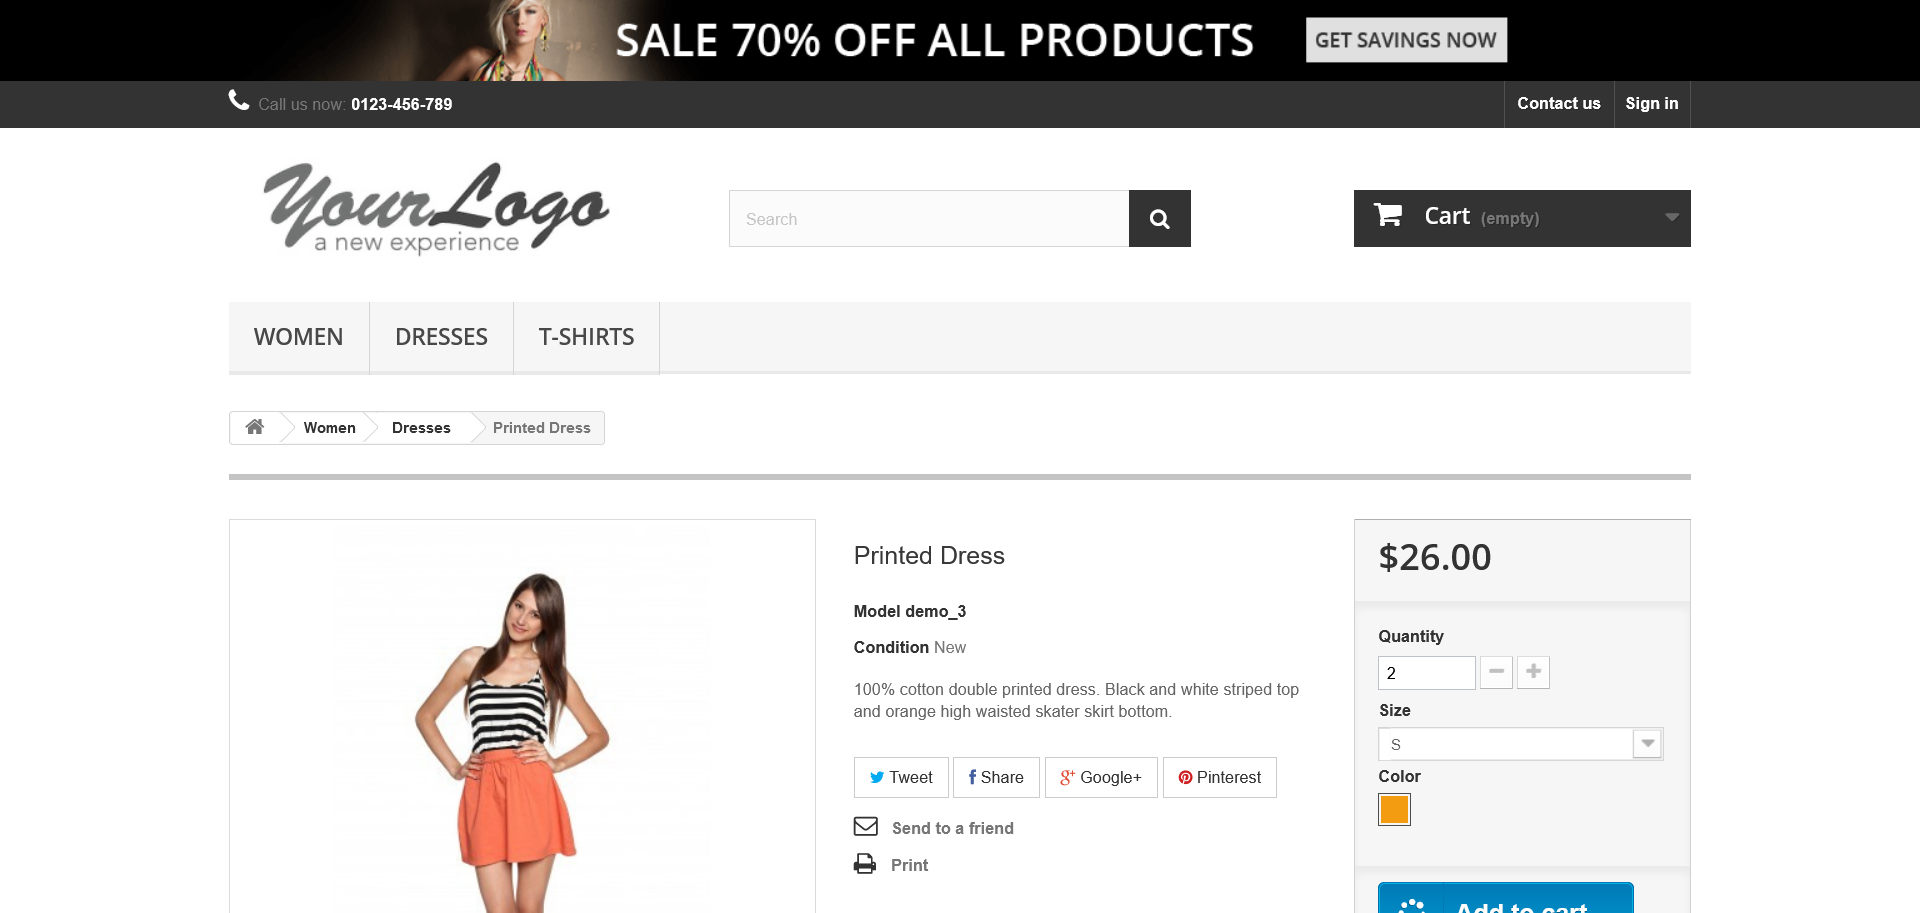 SALE 70% OFF ALL PRODUCTS
GET SAVINGS NOW
Call us now: 0123-456-789
Contact us
Sign in
YourLogo
a new experience
Search
Cart (empty)
WOMEN
DRESSES
T-SHIRTS
Women
Dresses
Printed Dress
Printed Dress
Model demo_3
Condition New
100% cotton double printed dress. Black and white striped top
and orange high waisted skater skirt bottom.
Tweet
Share
Google+
Pinterest
Send to a friend
Print
$26.00
Quantity
2
Size
S
Color
Add to cart